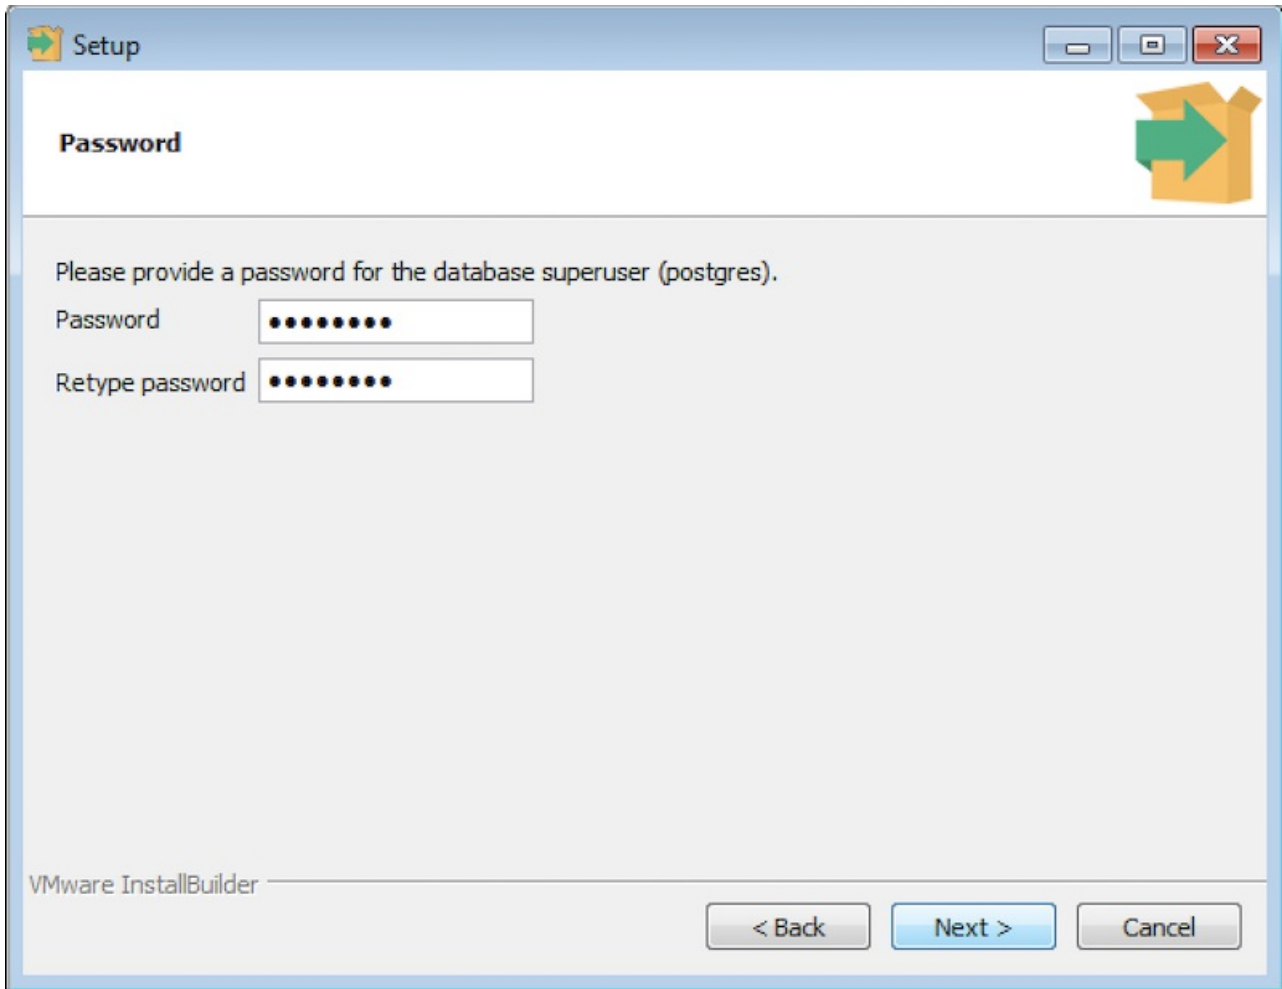 Setup
Password
Please provide a password for the database superuser (postgres).
Password ••••••••
Retype password ••••••••
VMware InstallBuilder
< Back Next > Cancel